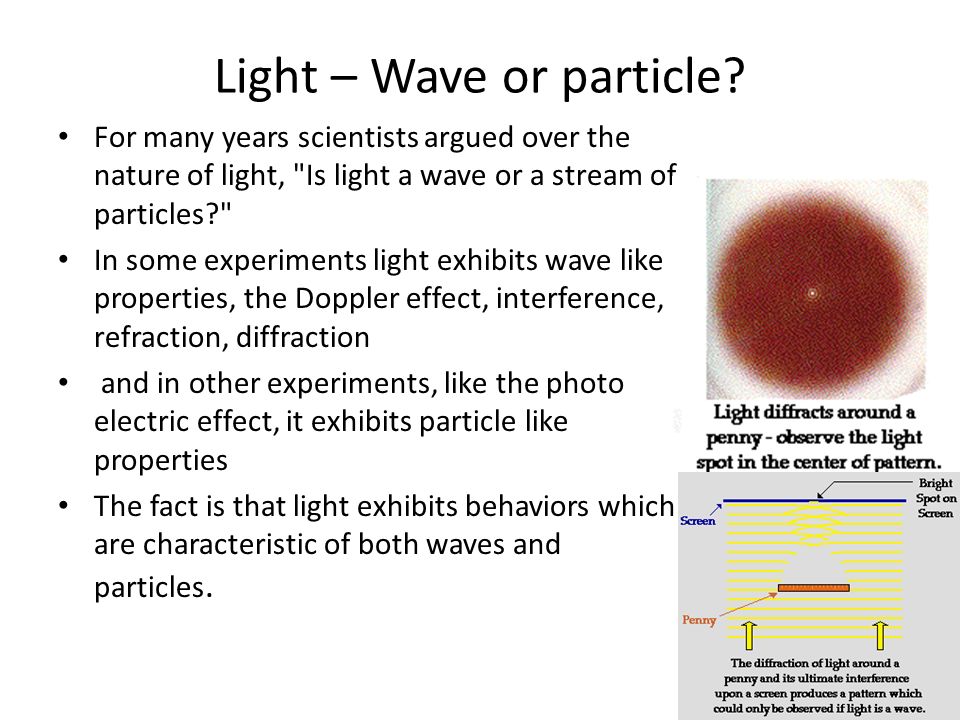 Light – Wave or particle?
• For many years scientists argued over the
nature of light, "Is light a wave or a stream of
particles?"
• In some experiments light exhibits wave like
properties, the Doppler effect, interference,
refraction, diffraction
• and in other experiments, like the photo
electric effect, it exhibits particle like
properties
• The fact is that light exhibits behaviors which
are characteristic of both waves and
particles.
Light diffracts around a
penny - observe the light
spot in the center of pattern.
Bright
Spot on
Screen
Screen
Penny
The diffraction of light around a
penny and its ultimate interference
upon a screen produces a pattern which
could only be observed if light is a wave.